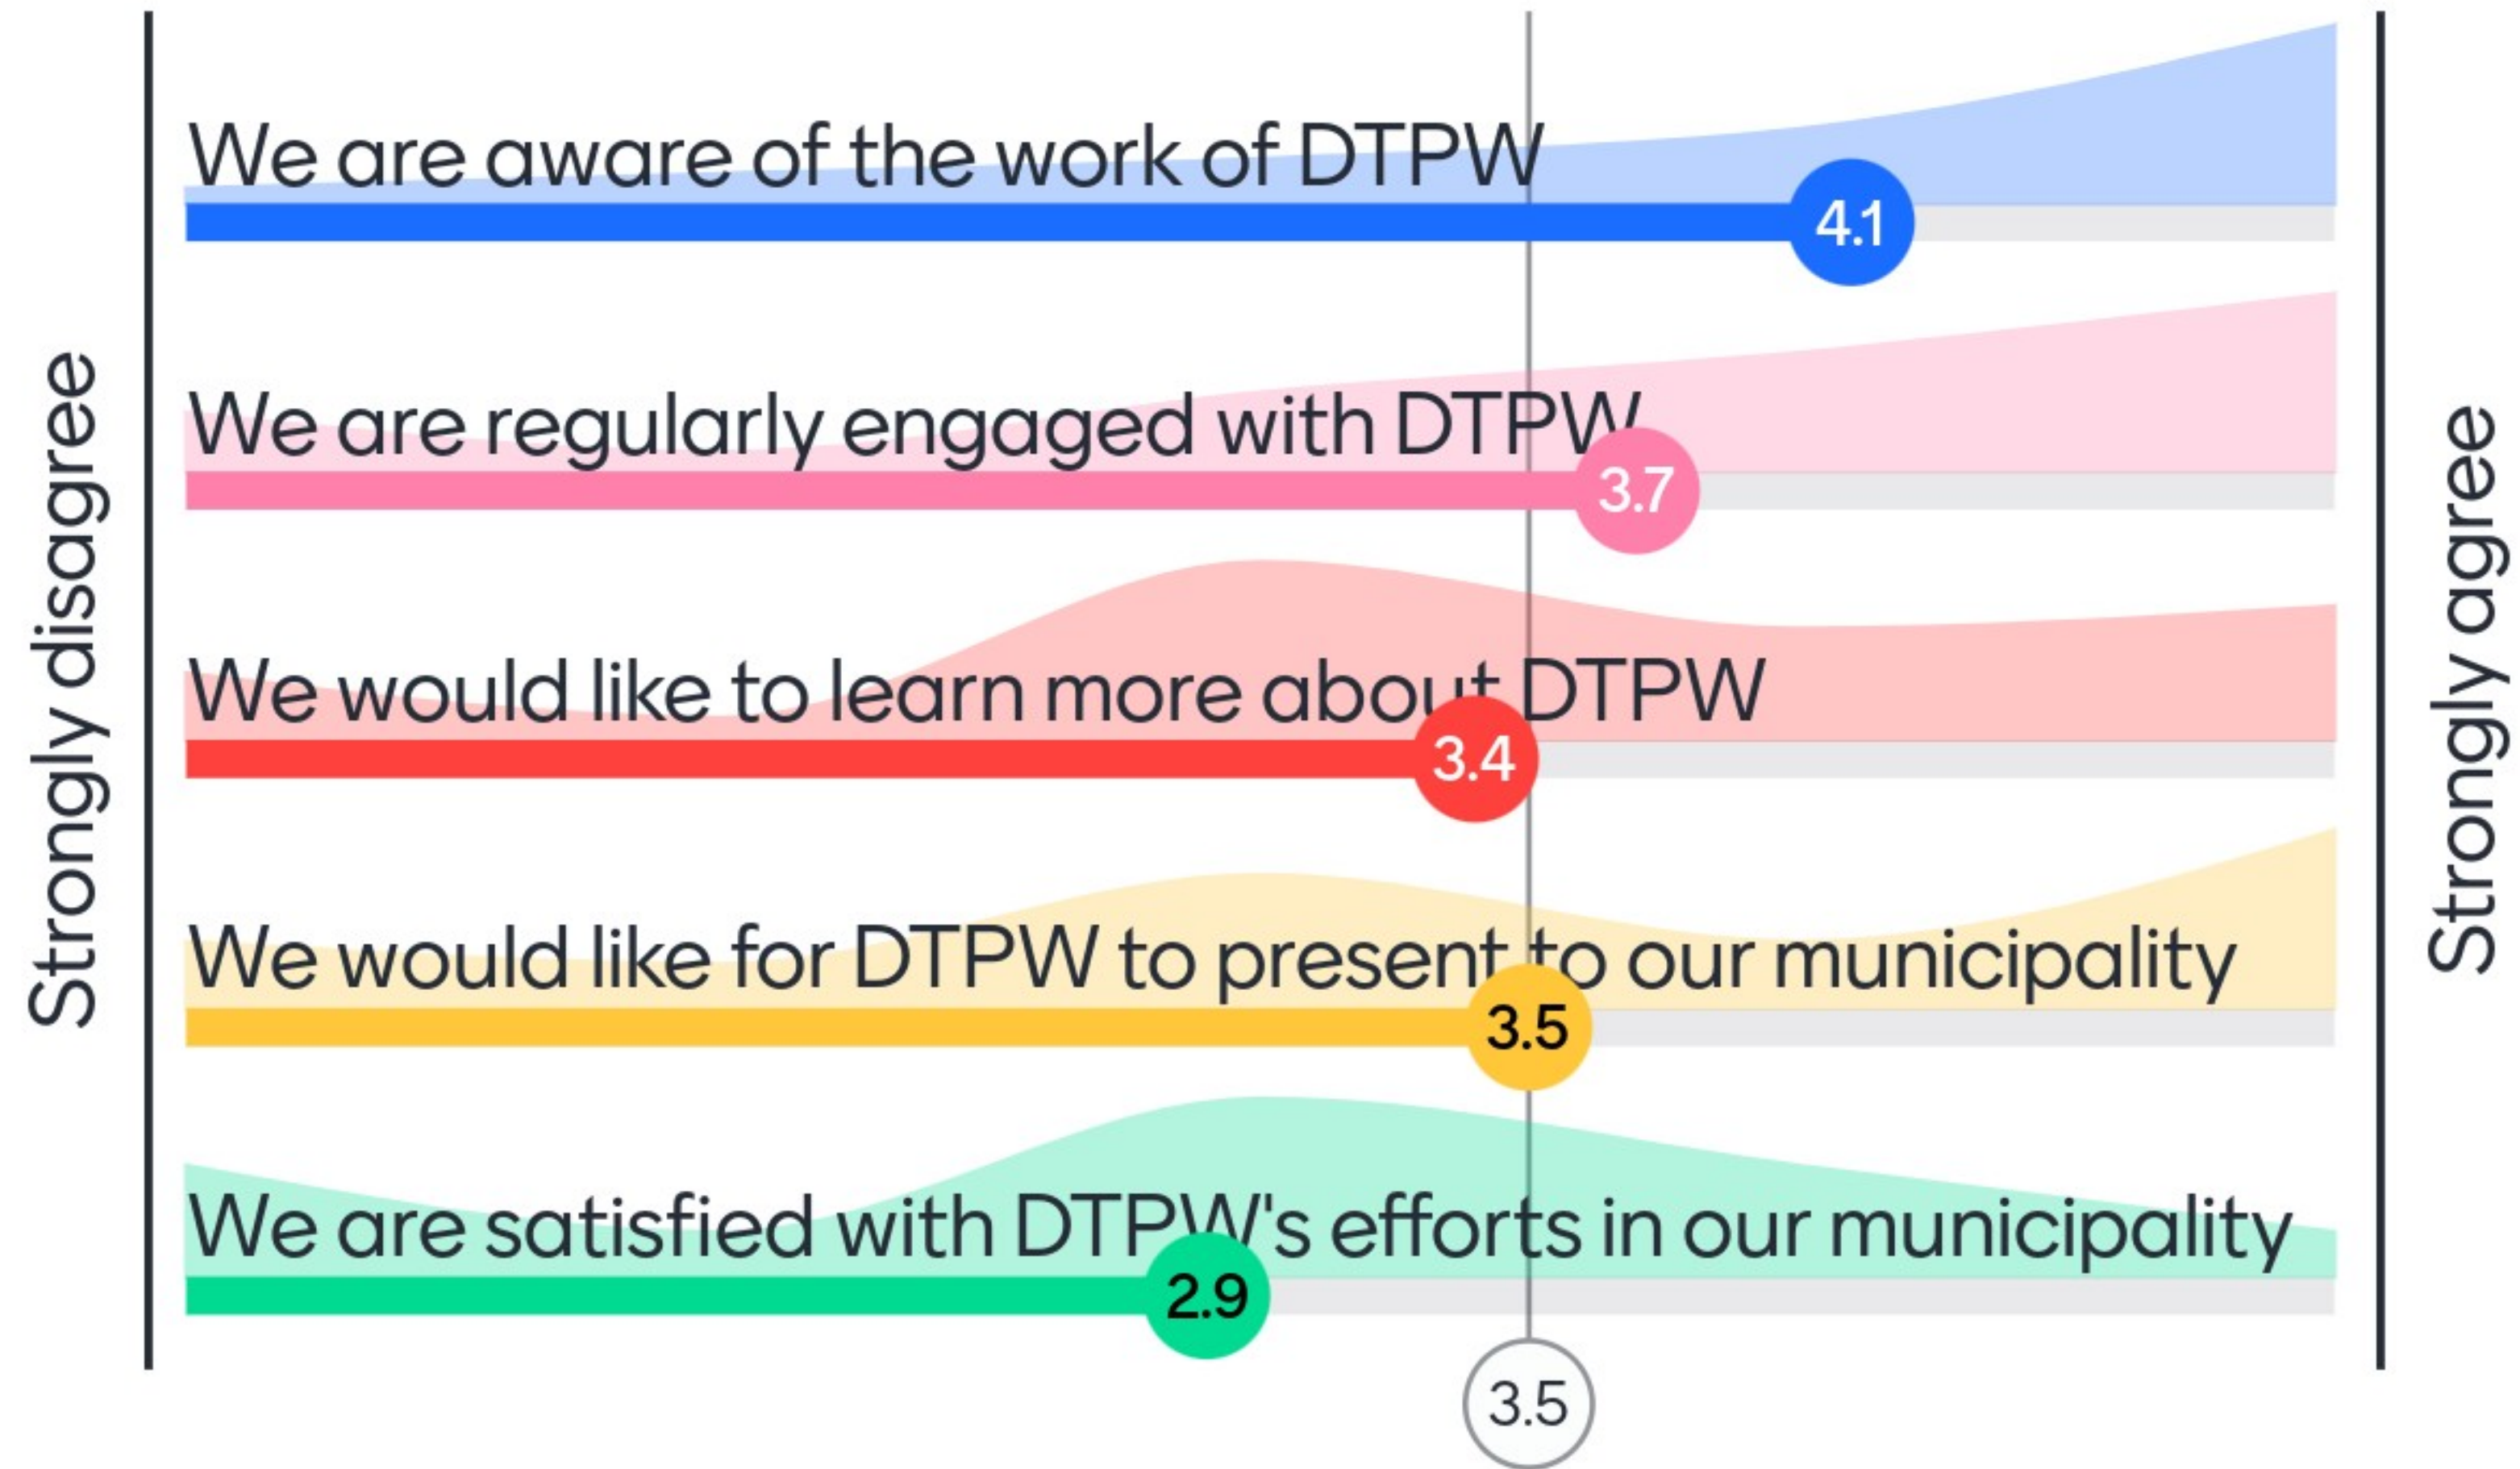 Strongly disagree
We are aware of the work of DTPW
4.1
We are regularly engaged with DTPW
3.7
We would like to learn more about DTPW
3.4
We would like for DTPW to present to our municipality
3.5
We are satisfied with DTPW's efforts in our municipality
2.9
3.5
Strongly agree